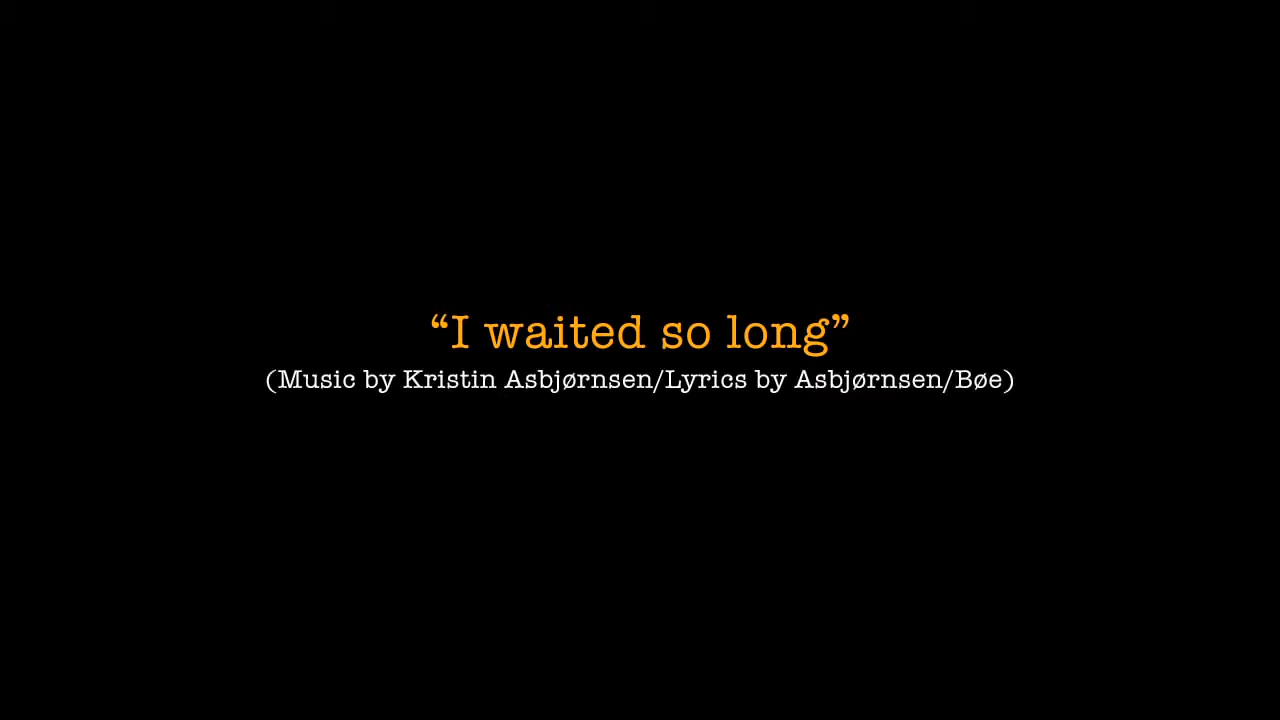 “I waited so long”
(Music by Kristin Asbjørnsen/Lyrics by Asbjørnsen/Bøe)